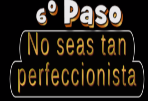 6º Paso
No seas tan
perfeccionista